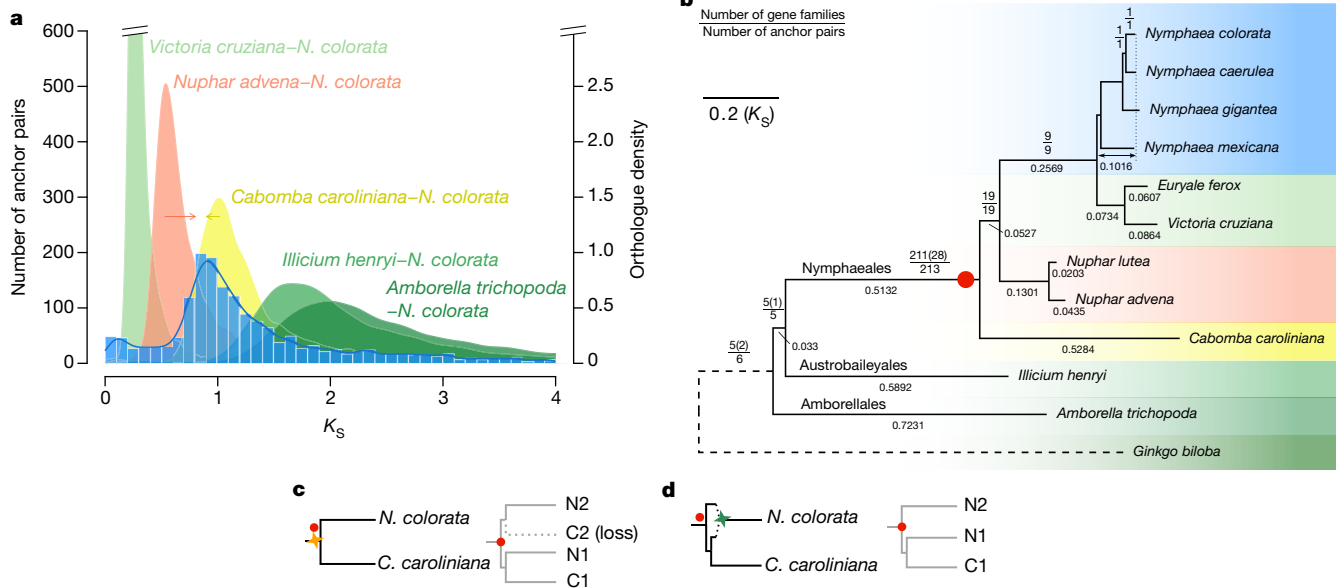 a
600
500
400
300
200
100
0
Number of anchor pairs
Victoria cruziana–N. colorata
Nuphar advena–N. colorata
Cabomba caroliniana–N. colorata
Illicium henryi–N. colorata
Amborella trichopoda
–N. colorata
2.5
2.0
1.5
1.0
0.5
0
Orthologue density
0
1
2
3
4
KS
b
Number of gene families
Number of anchor pairs
0.2 (KS)
1
1
1
1
Nymphaea colorata
Nymphaea caerulea
Nymphaea gigantea
9
9
Nymphaea mexicana
0.2569
0.1016
Euryale ferox
0.0607
19
19
0.0734
Victoria cruziana
0.0864
0.0527
Nuphar lutea
0.0203
211(28)
213
Nymphaeales
0.5132
0.1301
Nuphar advena
0.0435
5(1)
5
Cabomba caroliniana
0.5284
0.033
5(2)
6
Austrobaileyales
0.5892
Illicium henryi
Amborellales
0.7231
Amborella trichopoda
Ginkgo biloba
c
N. colorata
C. caroliniana
N2
C2 (loss)
N1
C1
d
N. colorata
C. caroliniana
N2
N1
C1